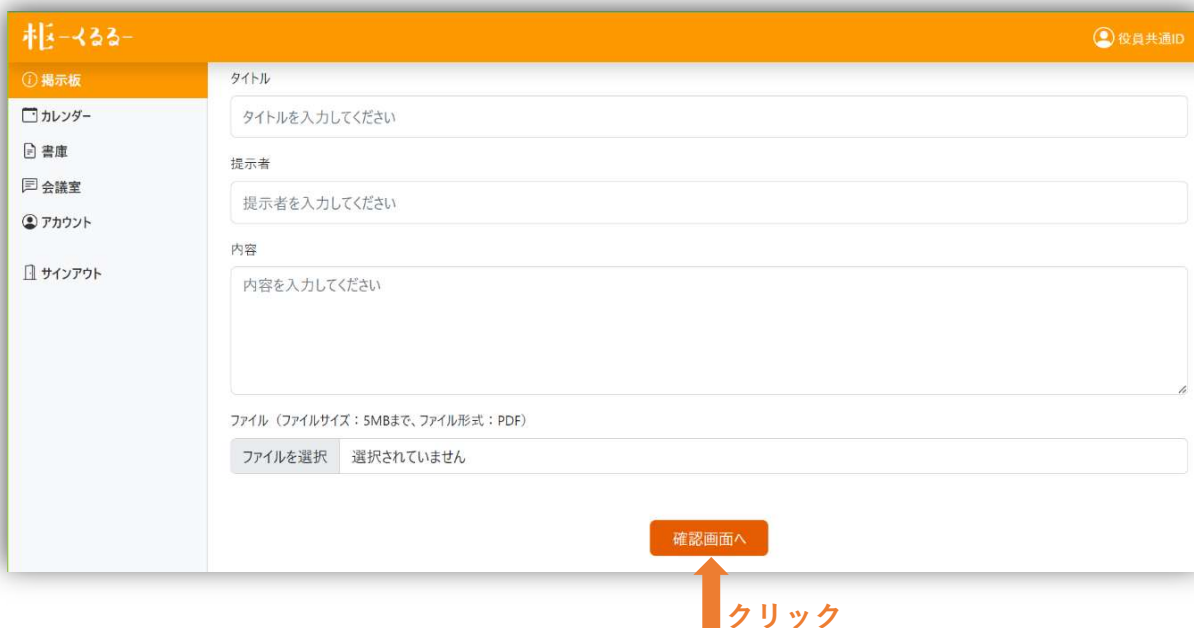 枢-くるる-
役員共通ID
掲示板
カレンダー
書庫
会議室
アカウント
サインアウト
タイトル
タイトルを入力してください
提示者
提示者を入力してください
内容
内容を入力してください
ファイル（ファイルサイズ：5MBまで、ファイル形式：PDF）
ファイルを選択 選択されていません
確認画面へ
クリック